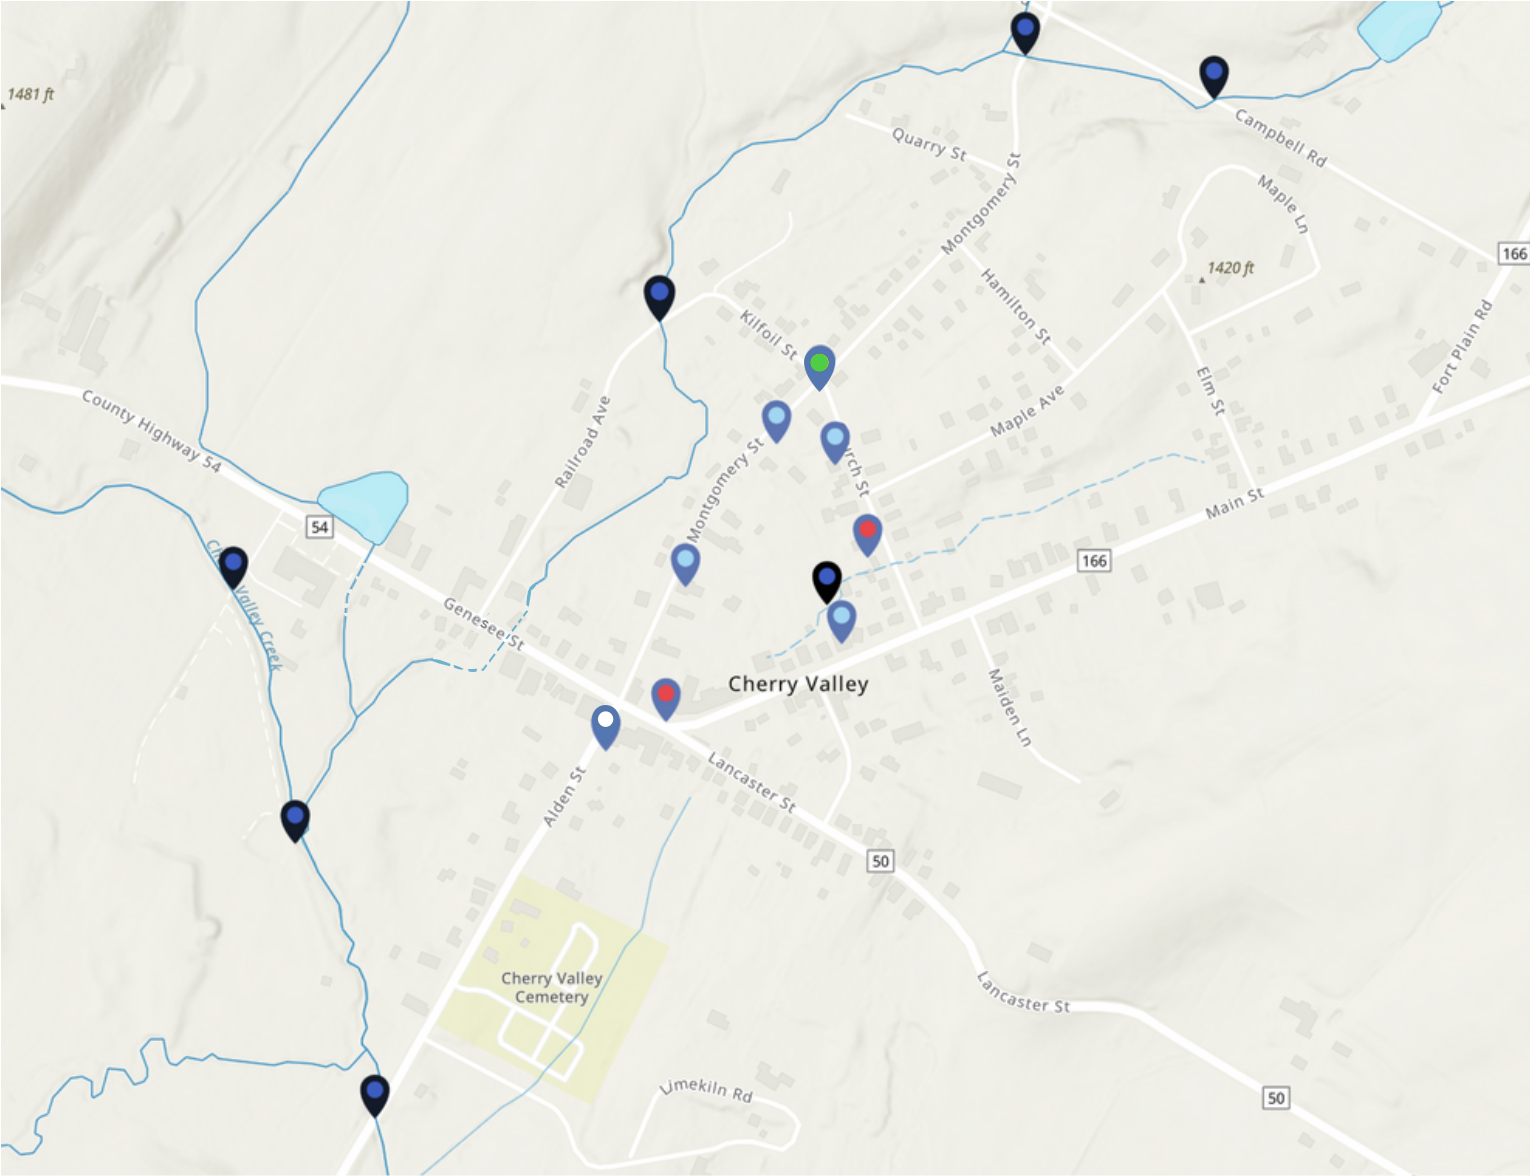 1481 ft
Quarry St
Campbell Rd
Montgomery St
Maple Ln
166
1420 ft
Hamilton St
Kilfoil St
Fort Plain Rd
Elm St
County Highway 54
Railroad Ave
Maple Ave
Montgomery St
rch St
Main St
54
166
Valley Creek
Genesee St
Cherry Valley
Maiden Ln
Lancaster St
Alden St
50
Cherry Valley
Cemetery
Lancaster St
Limekiln Rd
50